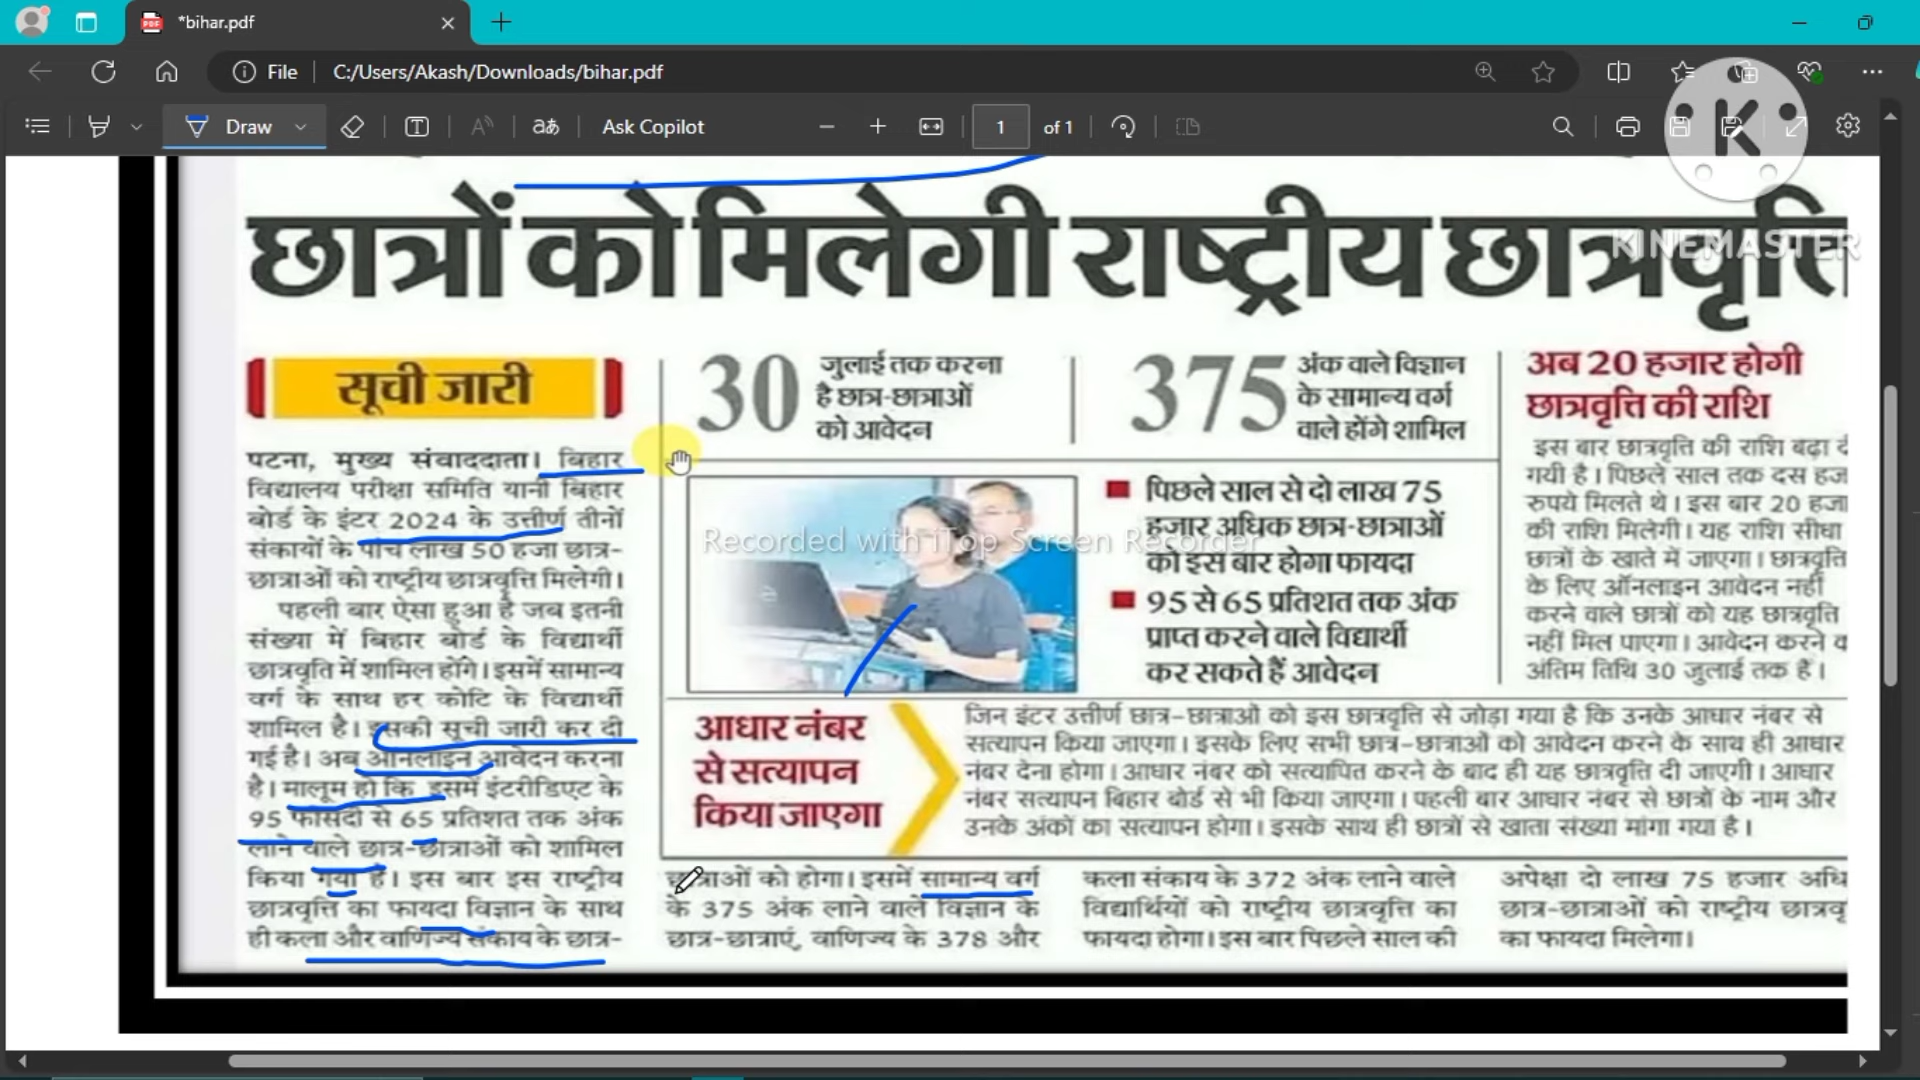 *bihar.pdf
File C:/Users/Akash/Downloads/bihar.pdf
Draw Ask Copilot 1 of 1
K
KINEMASTER
छात्रों को मिलेगी राष्ट्रीय छात्रवृत्ति
सूची जारी
पटना, मुख्य संवाददाता। बिहार
विद्यालय परीक्षा समिति यानी बिहार
बोर्ड के इंटर 2024 के उत्तीर्ण तीनों
संकायों के पांच लाख 50 हजा छात्र-
छात्राओं को राष्ट्रीय छात्रवृत्ति मिलेगी।
पहली बार ऐसा हुआ है जब इतनी
संख्या में बिहार बोर्ड के विद्यार्थी
छात्रवृति में शामिल होंगे। इसमें सामान्य
वर्ग के साथ हर कोटि के विद्यार्थी
शामिल है। इसकी सूची जारी कर दी
गई है। अब ऑनलाइन आवेदन करना
है। मालूम हो कि इसमें इंटरीडिएट के
95 फीसदी से 65 प्रतिशत तक अंक
लाने वाले छात्र-छात्राओं को शामिल
किया गया है। इस बार इस राष्ट्रीय
छात्रवृत्ति का फायदा विज्ञान के साथ
ही कला और वाणिज्य संकाय के छात्र-
30 जुलाई तक करना
है छात्र-छात्राओं
को आवेदन
375 अंक वाले विज्ञान
के सामान्य वर्ग
वाले होंगे शामिल
पिछले साल से दो लाख 75
हजार अधिक छात्र-छात्राओं
को इस बार होगा फायदा
95 से 65 प्रतिशत तक अंक
प्राप्त करने वाले विद्यार्थी
कर सकते हैं आवेदन
Recorded with iTop Screen Recorder
अब 20 हजार होगी
छात्रवृत्ति की राशि
इस बार छात्रवृत्ति की राशि बढ़ा दी
गयी है। पिछले साल तक दस हज
रुपये मिलते थे। इस बार 20 हजा
की राशि मिलेगी। यह राशि सीधा
छात्रों के खाते में जाएगा। छात्रवृति
के लिए ऑनलाइन आवेदन नहीं
करने वाले छात्रों को यह छात्रवृति
नहीं मिल पाएगा। आवेदन करने क
अंतिम तिथि 30 जुलाई तक है।
आधार नंबर
से सत्यापन
किया जाएगा
जिन इंटर उत्तीर्ण छात्र-छात्राओं को इस छात्रवृत्ति से जोड़ा गया है कि उनके आधार नंबर से
सत्यापन किया जाएगा। इसके लिए सभी छात्र-छात्राओं को आवेदन करने के साथ ही आधार
नंबर देना होगा। आधार नंबर को सत्यापित करने के बाद ही यह छात्रवृत्ति दी जाएगी। आधार
नंबर सत्यापन बिहार बोर्ड से भी किया जाएगा। पहली बार आधार नंबर से छात्रों के नाम और
उनके अंकों का सत्यापन होगा। इसके साथ ही छात्रों से खाता संख्या मांगा गया है।
छात्राओं को होगा। इसमें सामान्य वर्ग
के 375 अंक लाने वाले विज्ञान के
छात्र-छात्राएं, वाणिज्य के 378 और
कला संकाय के 372 अंक लाने वाले
विद्यार्थियों को राष्ट्रीय छात्रवृत्ति का
फायदा होगा। इस बार पिछले साल की
अपेक्षा दो लाख 75 हजार अधि
छात्र-छात्राओं को राष्ट्रीय छात्रवृ
का फायदा मिलेगा।